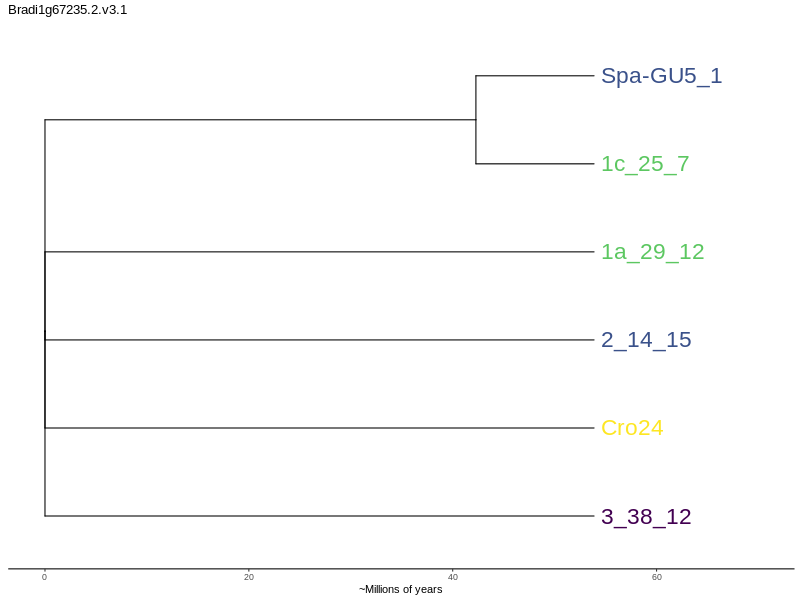 Bradi1g67235.2.v3.1
Spa-GU5_1
1c_25_7
1a_29_12
2_14_15
Cro24
3_38_12
0 20 40 60
~Millions of years